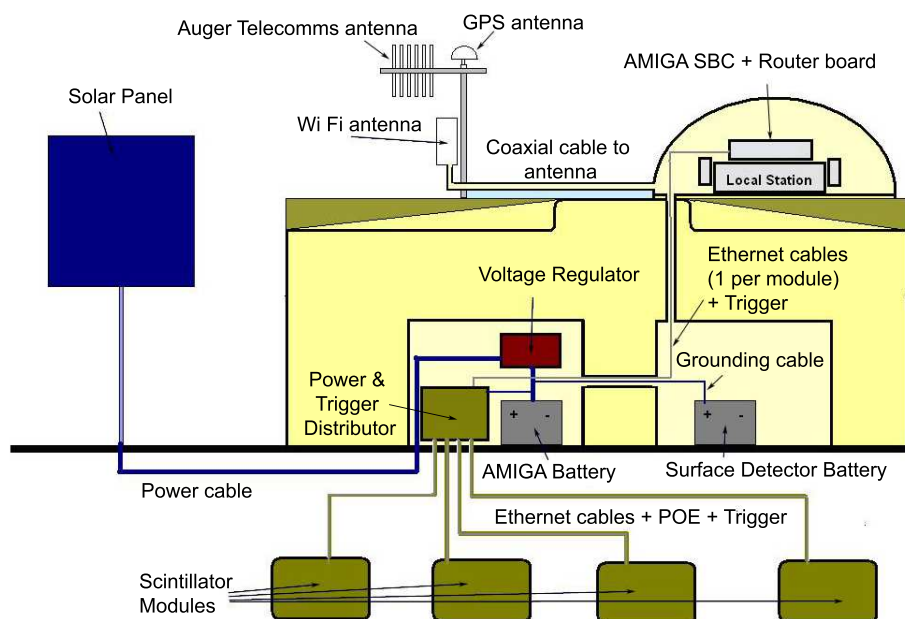 GPS antenna
Auger Telecomms antenna
AMIGA SBC + Router board
Solar Panel
Wi Fi antenna
Coaxial cable to
antenna
Local Station
Ethernet cables
(1 per module)
+ Trigger
Voltage Regulator
Grounding cable
Power &
Trigger
Distributor
+ -
+ -
AMIGA Battery
Surface Detector Battery
Power cable
Ethernet cables + POE + Trigger
Scintillator
Modules